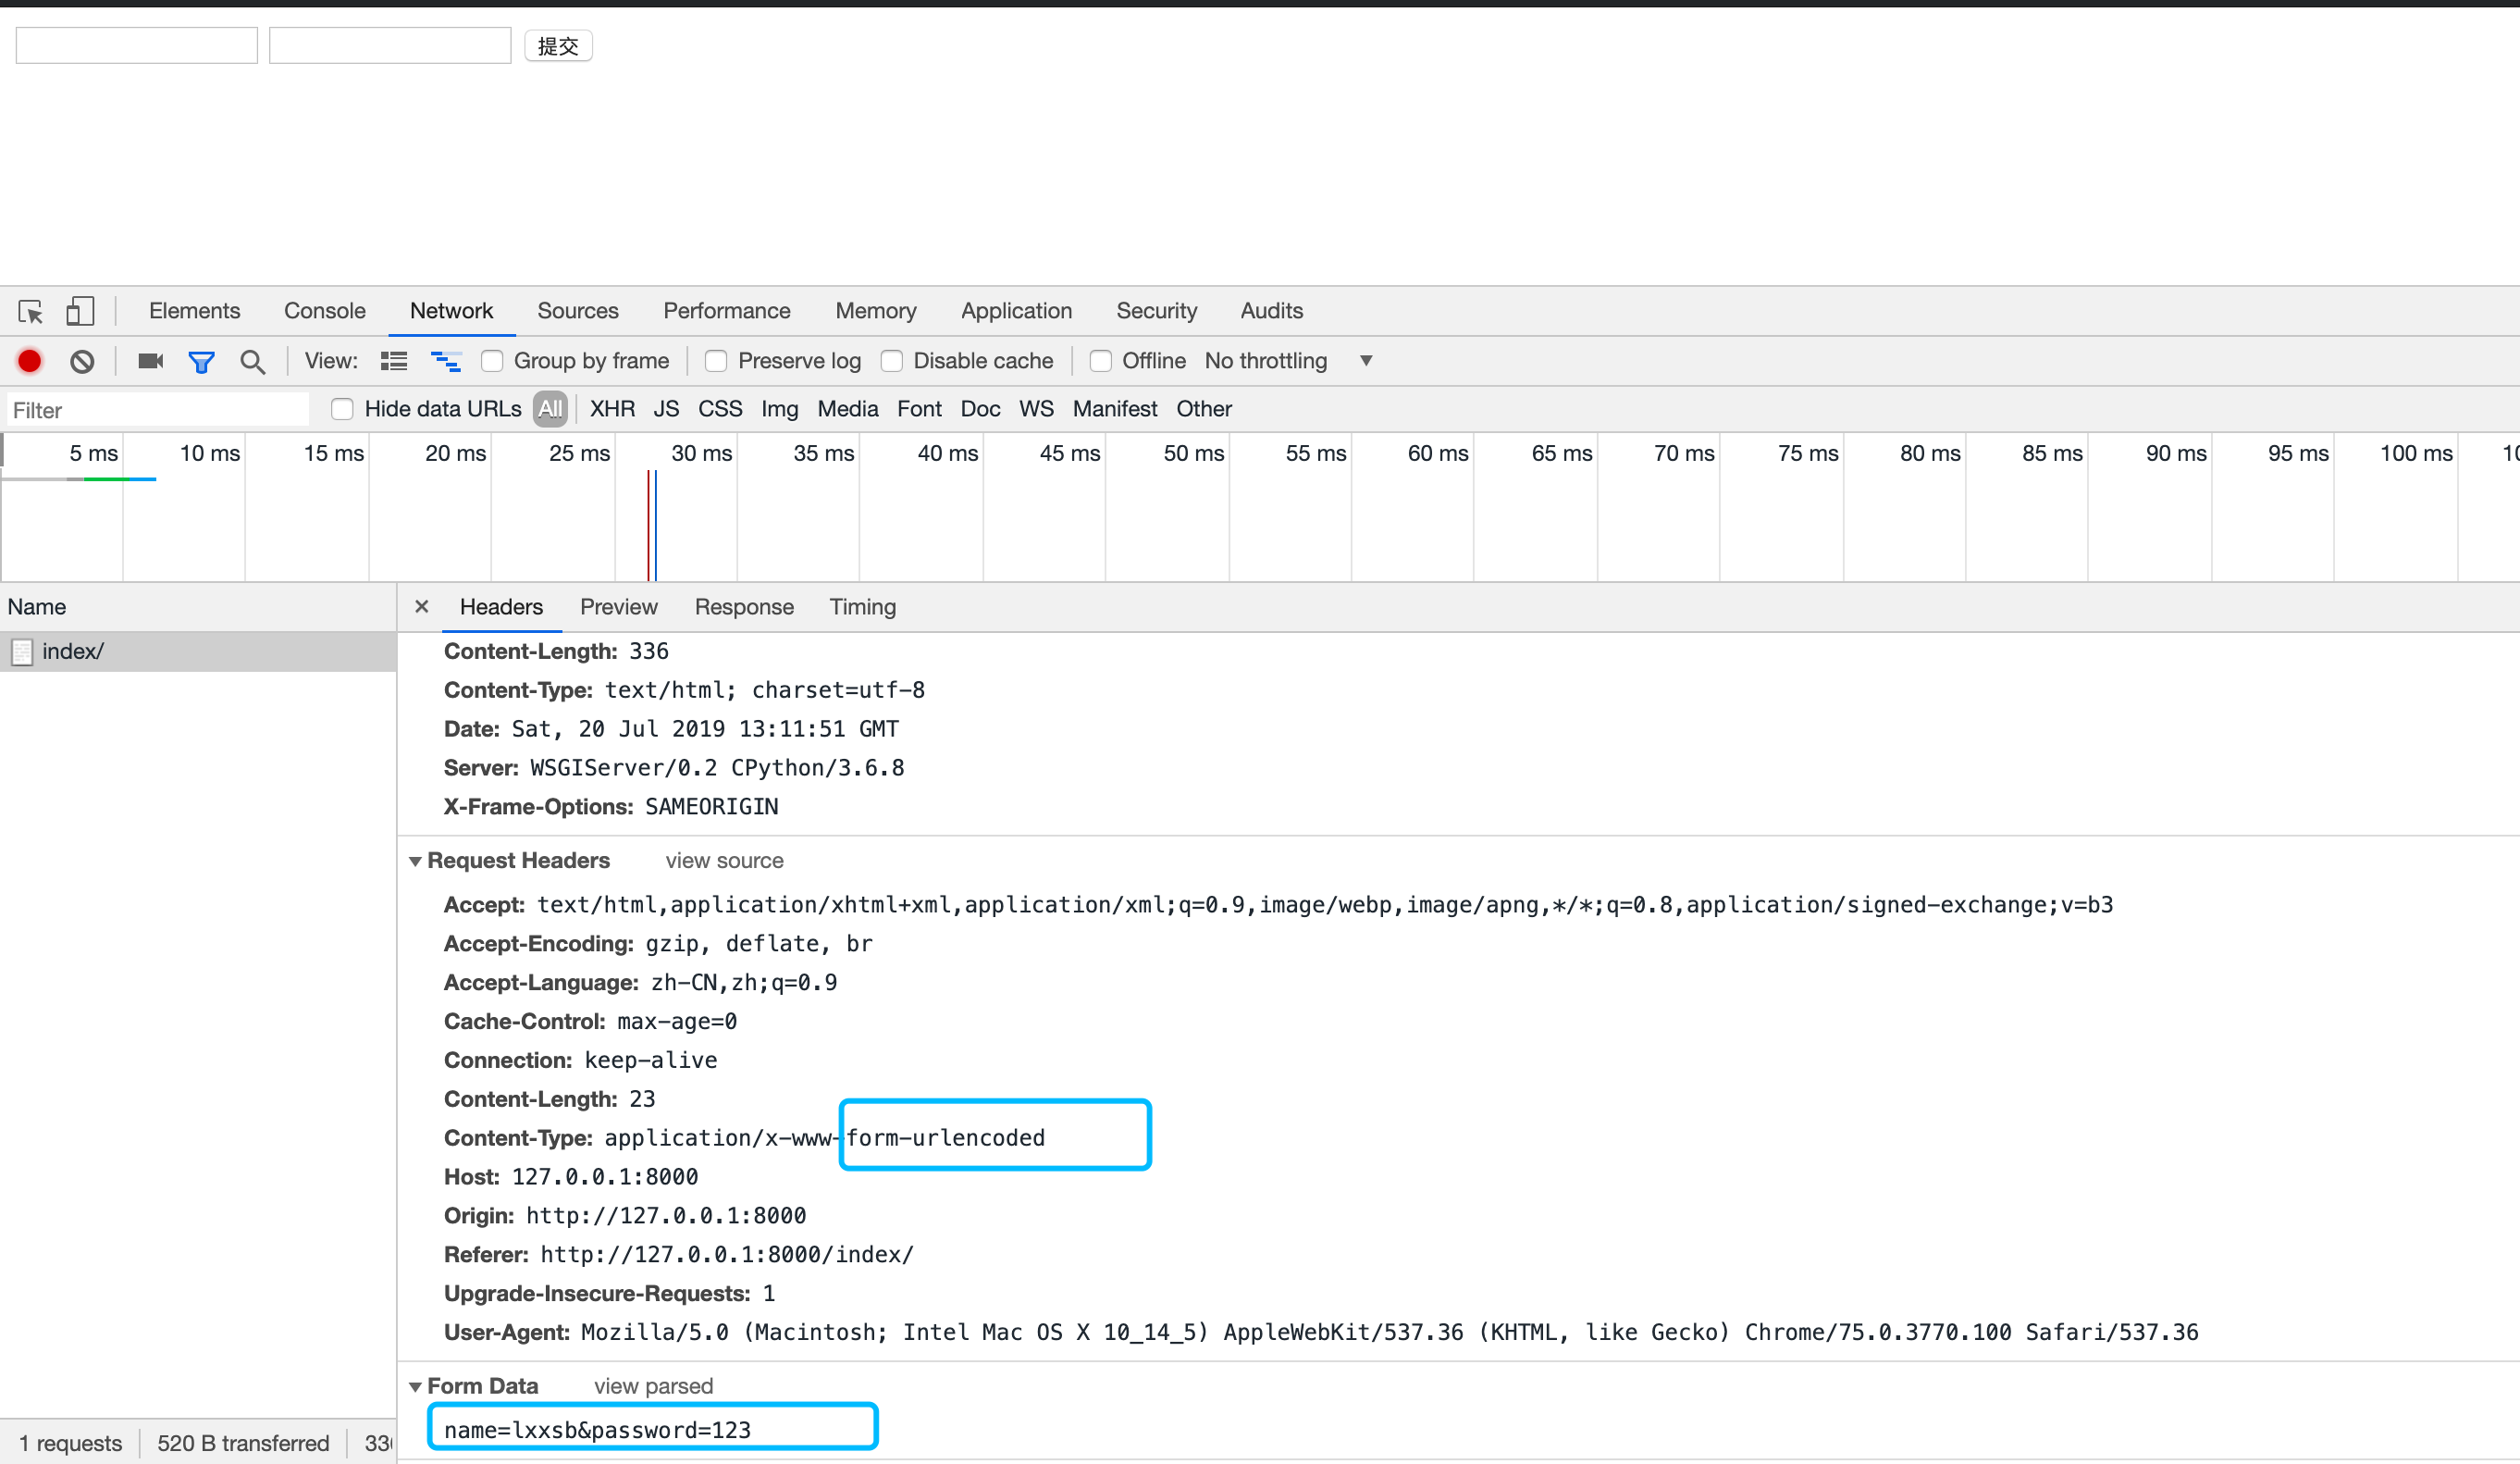 提交
Elements Console Network Sources Performance Memory Application Security Audits
View: Group by frame Preserve log Disable cache Offline No throttling
Filter Hide data URLs All XHR JS CSS Img Media Font Doc WS Manifest Other
5 ms 10 ms 15 ms 20 ms 25 ms 30 ms 35 ms 40 ms 45 ms 50 ms 55 ms 60 ms 65 ms 70 ms 75 ms 80 ms 85 ms 90 ms 95 ms 100 ms
Name × Headers Preview Response Timing
index/
Content-Length: 336
Content-Type: text/html; charset=utf-8
Date: Sat, 20 Jul 2019 13:11:51 GMT
Server: WSGIServer/0.2 CPython/3.6.8
X-Frame-Options: SAMEORIGIN
Request Headers view source
Accept: text/html,application/xhtml+xml,application/xml;q=0.9,image/webp,image/apng,*/*;q=0.8,application/signed-exchange;v=b3
Accept-Encoding: gzip, deflate, br
Accept-Language: zh-CN,zh;q=0.9
Cache-Control: max-age=0
Connection: keep-alive
Content-Length: 23
Content-Type: application/x-www-form-urlencoded
Host: 127.0.0.1:8000
Origin: http://127.0.0.1:8000
Referer: http://127.0.0.1:8000/index/
Upgrade-Insecure-Requests: 1
User-Agent: Mozilla/5.0 (Macintosh; Intel Mac OS X 10_14_5) AppleWebKit/537.36 (KHTML, like Gecko) Chrome/75.0.3770.100 Safari/537.36
Form Data view parsed
name=lxxsb&password=123
1 requests 520 B transferred